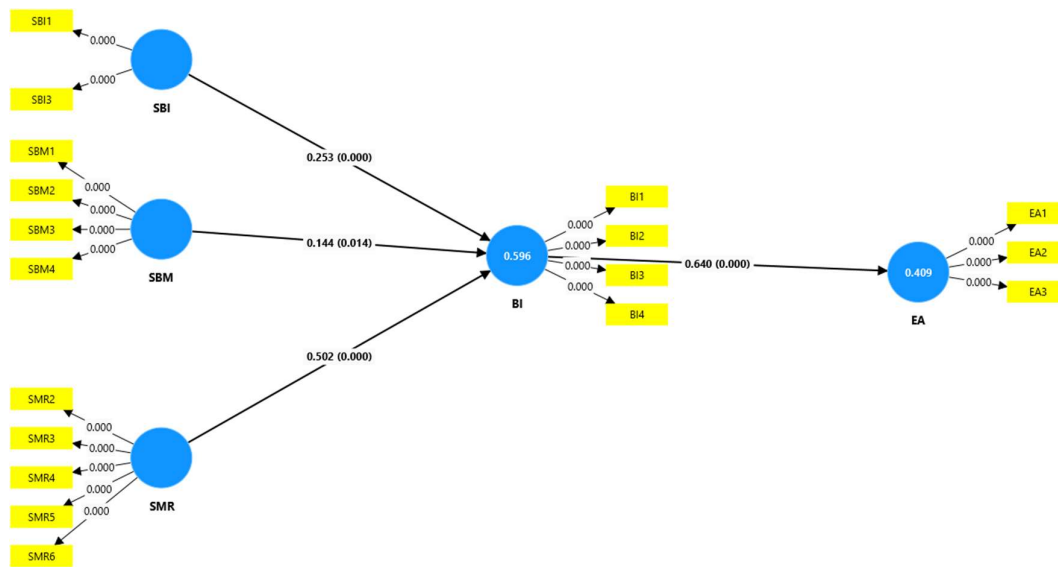 SBI1
0.000
0.000
SBI3
SBI
0.253 (0.000)
SBM1
0.000
SBM2
0.000
SBM3
0.000
SBM4
0.000
SBM
0.144 (0.014)
SMR2
0.000
SMR3
0.000
SMR4
0.000
SMR5
0.000
SMR6
0.000
SMR
0.502 (0.000)
0.596
BI
BI1
0.000
BI2
0.000
BI3
0.000
BI4
0.000
0.640 (0.000)
0.409
EA
EA1
0.000
EA2
0.000
EA3
0.000